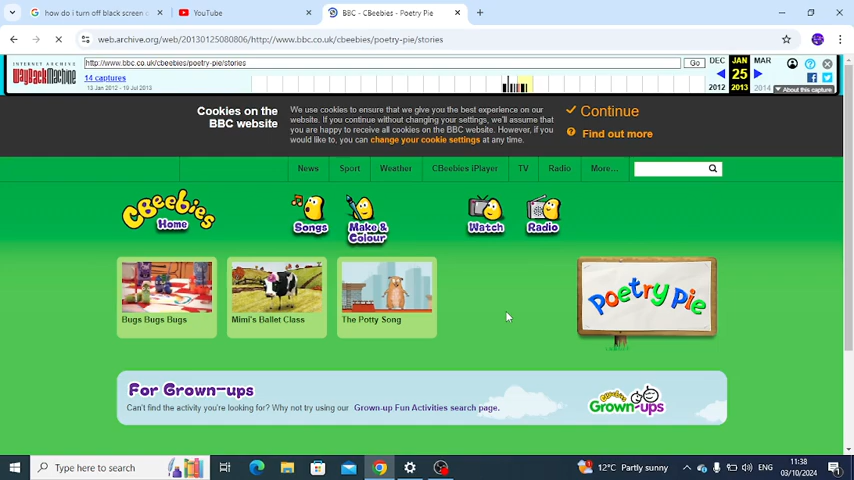 how do i turn off black screen o
YouTube
BBC - CBeebies - Poetry Pie
web.archive.org/web/20130125080806/http://www.bbc.co.uk/cbeebies/poetry-pie/stories
INTERNET ARCHIVE
WayBackMachine
http://www.bbc.co.uk/cbeebies/poetry-pie/stories
Go
DEC
JAN
MAR
14 captures
13 Jan 2012 - 19 Jul 2013
25
2012
2013
2014
About this capture
Cookies on the
BBC website
We use cookies to ensure that we give you the best experience on our
website. If you continue without changing your settings, we'll assume that
you are happy to receive all cookies on the BBC website. However, if you
would like to, you can change your cookie settings at any time.
Continue
Find out more
News
Sport
Weather
CBeebies iPlayer
TV
Radio
More...
CBeebies
Home
Songs
Make &
Colour
Watch
Radio
Poetry Pie
Bugs Bugs Bugs
Mimi's Ballet Class
The Potty Song
For Grown-ups
Can't find the activity you're looking for? Why not try using our Grown-up Fun Activities search page.
CBeebies
Grown-ups
Type here to search
12°C Partly sunny
ENG
11:38
03/10/2024